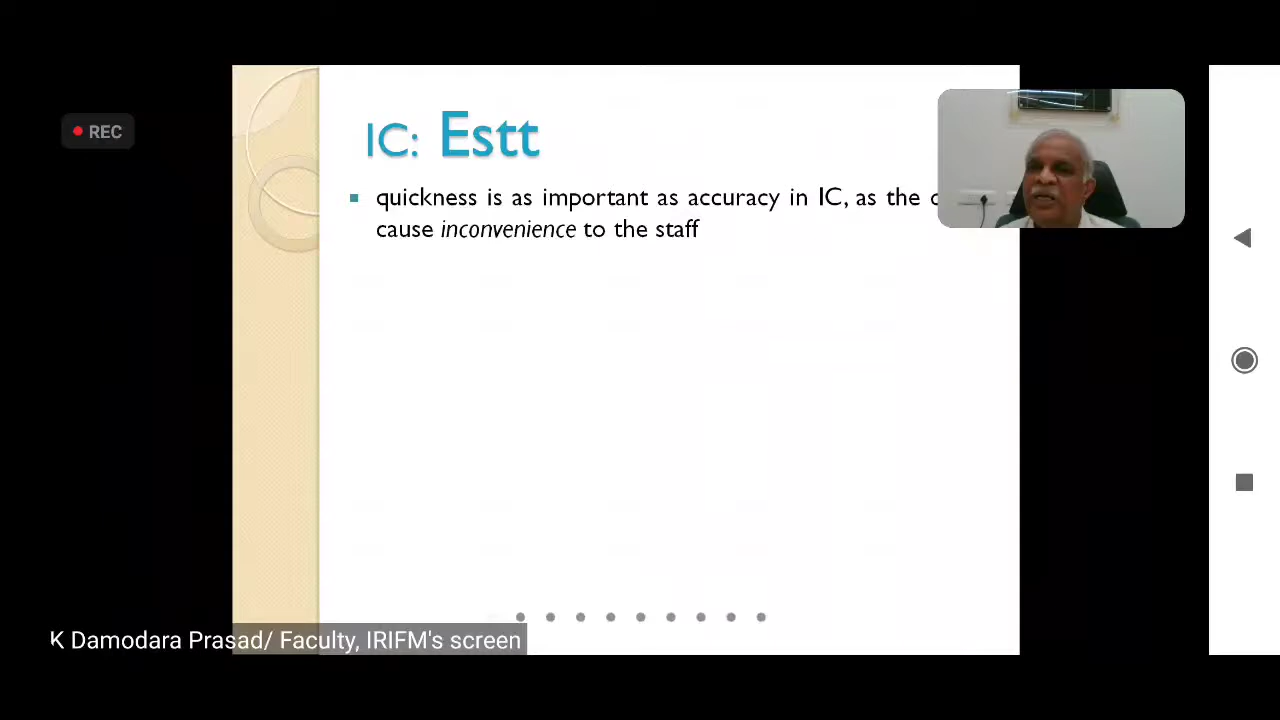 REC
IC: Estt
quickness is as important as accuracy in IC, as the
cause inconvenience to the staff
K Damodara Prasad/ Faculty, IRIFM's screen